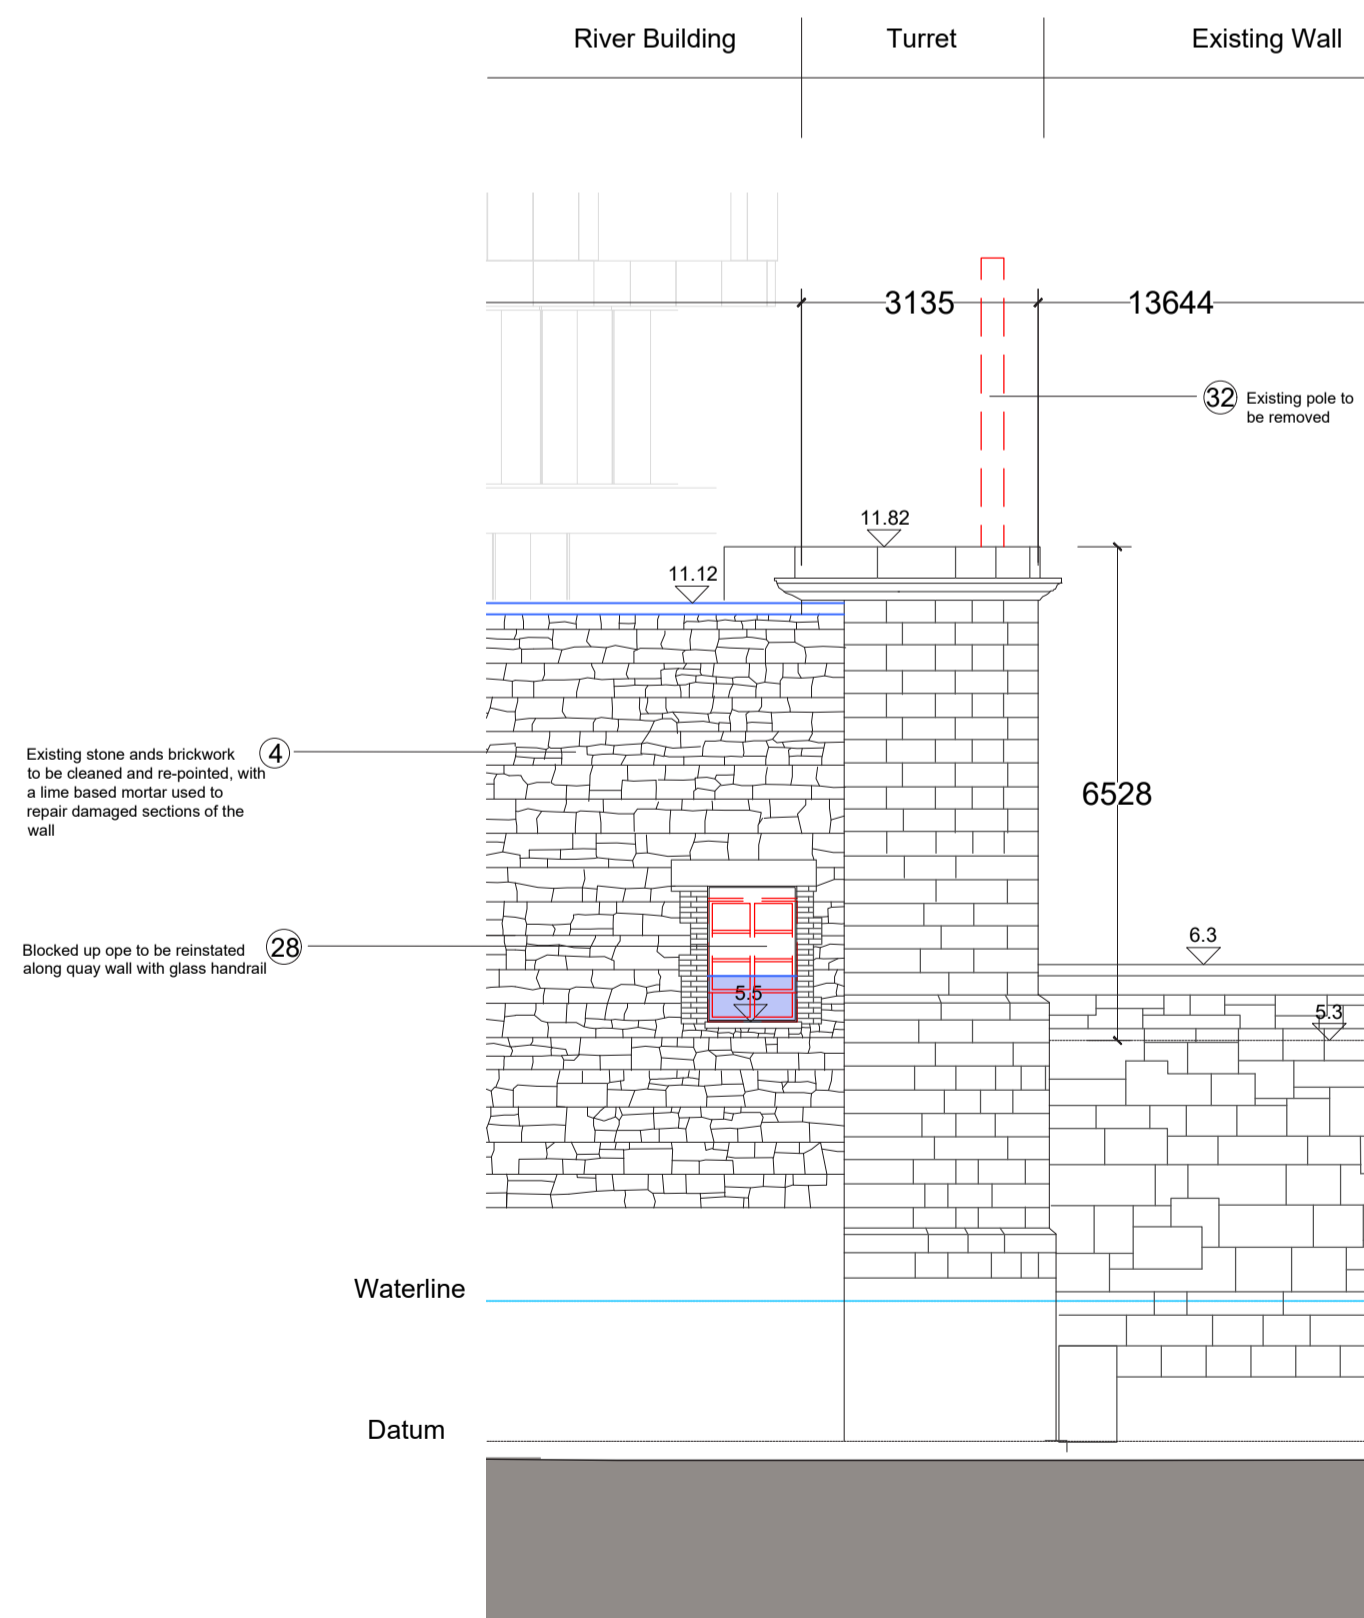 River Building
Turret
Existing Wall
3135
13644
32
Existing pole to
be removed
11.82
11.12
4
Existing stone ands brickwork
to be cleaned and re-pointed, with
a lime based mortar used to
repair damaged sections of the
wall
6528
28
Blocked up ope to be reinstated
along quay wall with glass handrail
6.3
5.5
5.3
Waterline
Datum